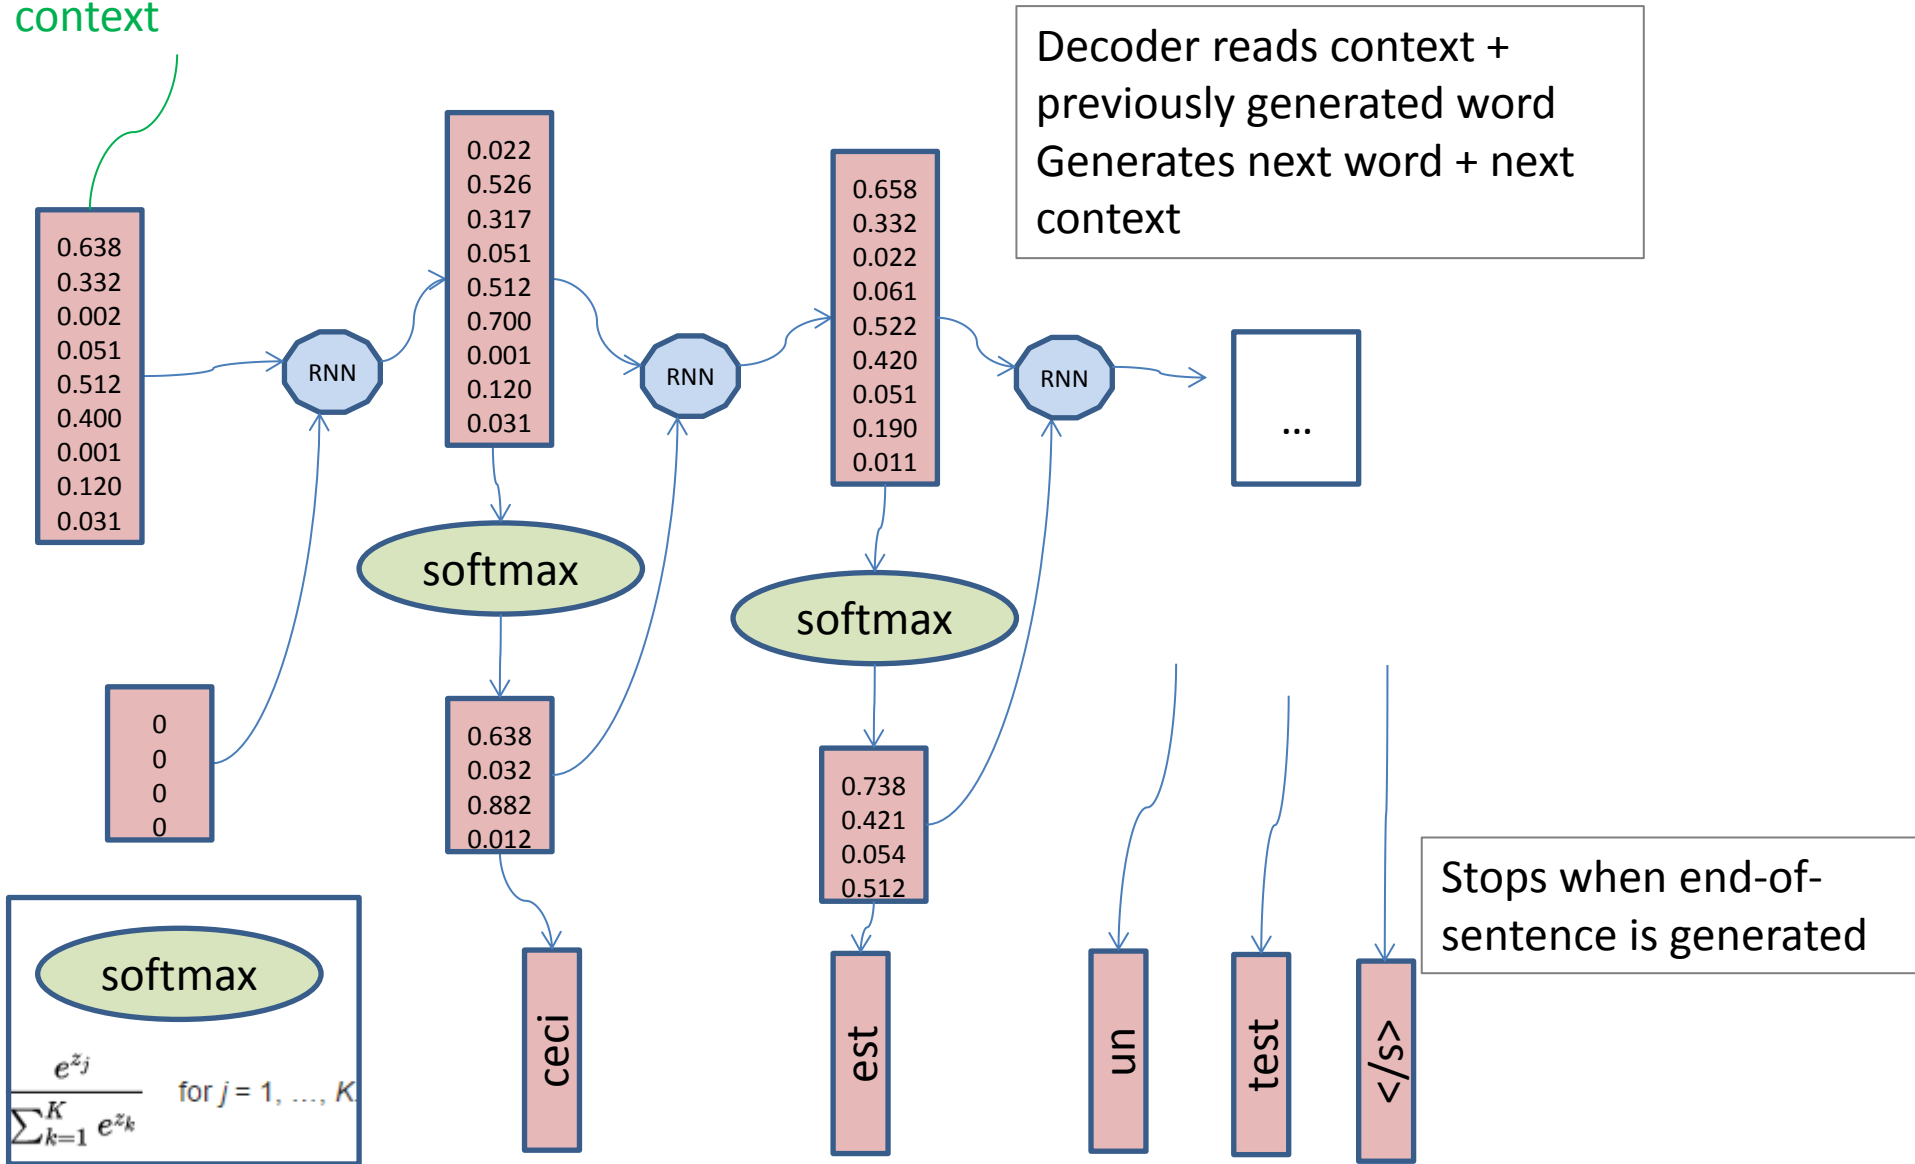 context
Decoder reads context +
previously generated word
Generates next word + next
context
0.638
0.332
0.002
0.051
0.512
0.400
0.001
0.120
0.031
RNN
0.022
0.526
0.317
0.051
0.512
0.700
0.001
0.120
0.031
RNN
0.658
0.332
0.022
0.061
0.522
0.420
0.051
0.190
0.011
RNN
...
softmax
softmax
0
0
0
0
0.638
0.032
0.882
0.012
0.738
0.421
0.054
0.512
Stops when end-of-
sentence is generated
softmax
e^{z_j} / \sum_{k=1}^{K} e^{z_k} for j = 1, …, K.
ceci
est
un
test
</s>